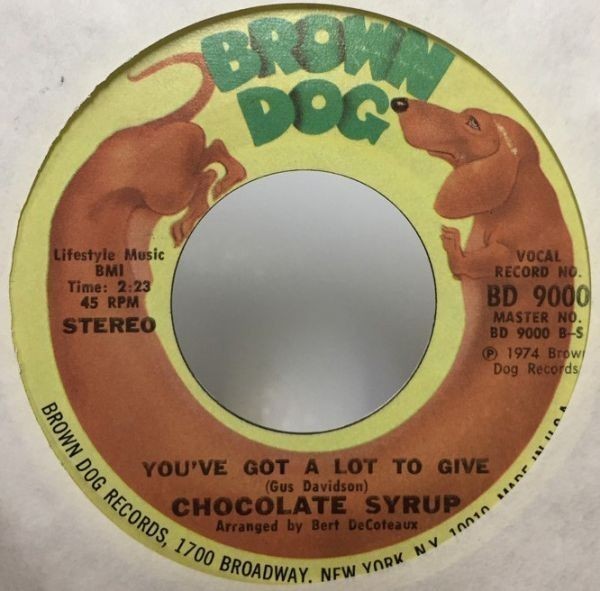 BROWN
DOG
Lifestyle Music
BMI
Time: 2:23
45 RPM
STEREO
VOCAL
RECORD NO.
BD 9000
MASTER NO.
BD 9000 B-S
Ⓟ 1974 Brow
Dog Records
YOU'VE GOT A LOT TO GIVE
(Gus Davidson)
CHOCOLATE SYRUP
Arranged by Bert DeCoteaux
BROWN DOG RECORDS, 1700 BROADWAY. NEW YORK N.Y. 10019 MADE IN U.S.A